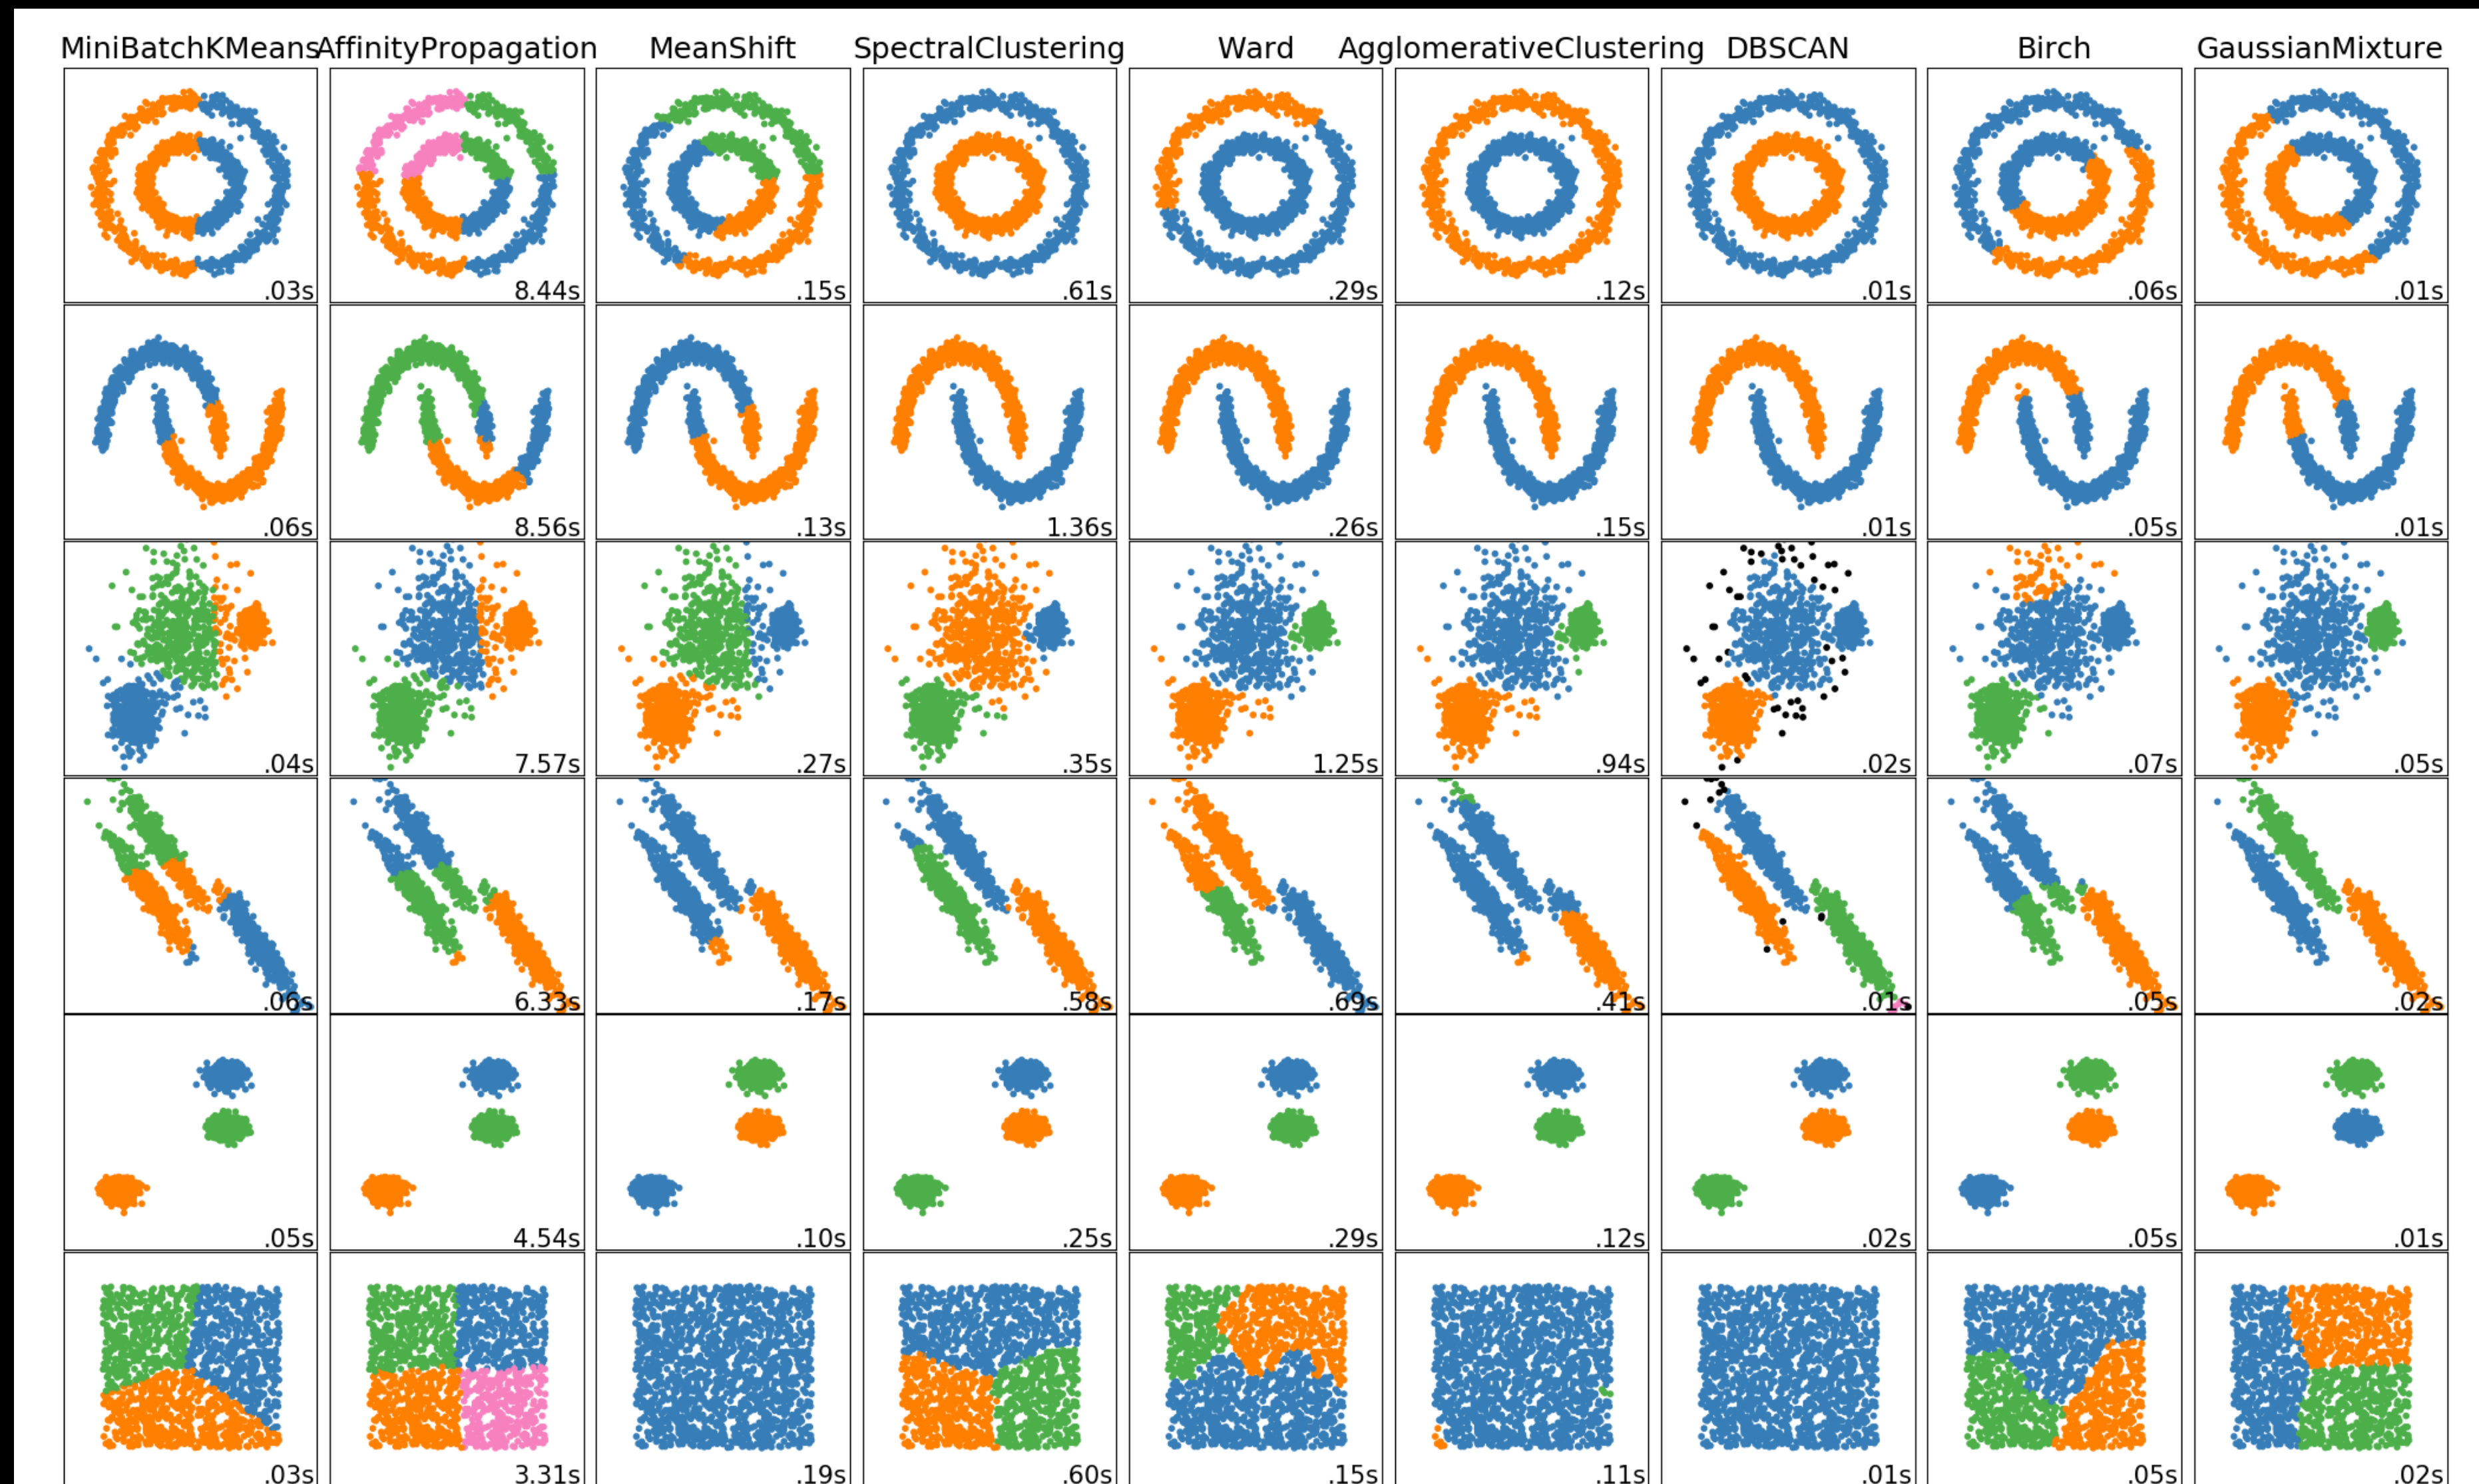 MiniBatchKMeans AffinityPropagation MeanShift SpectralClustering Ward AgglomerativeClustering DBSCAN Birch GaussianMixture
.03s 8.44s .15s .61s .29s .12s .01s .06s .01s
.06s 8.56s .13s 1.36s .26s .15s .01s .05s .01s
.04s 7.57s .27s .35s 1.25s .94s .02s .07s .05s
.06s 6.33s .17s .58s .69s .41s .01s .05s .02s
.05s 4.54s .10s .25s .29s .12s .02s .05s .01s
.03s 3.31s .19s .60s .15s .11s .01s .05s .02s